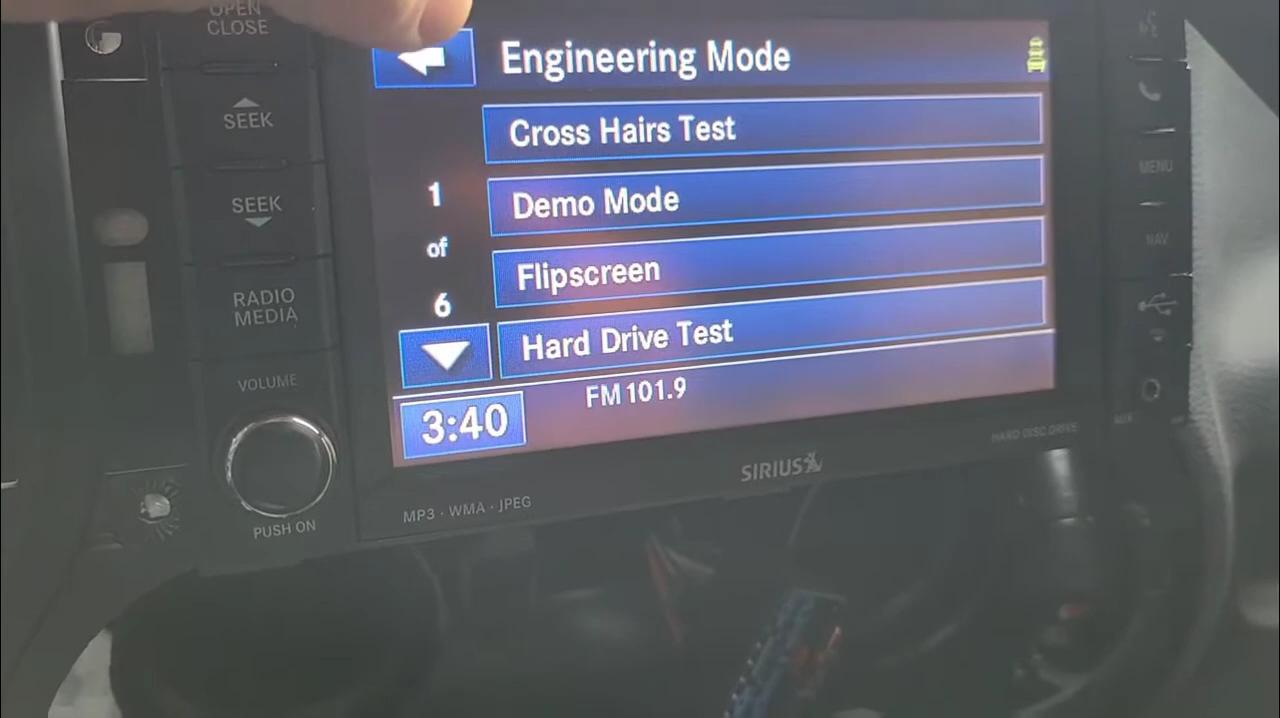 OPEN
CLOSE
SEEK
SEEK
RADIO
MEDIA
VOLUME
PUSH ON
Engineering Mode
Cross Hairs Test
Demo Mode
Flipscreen
Hard Drive Test
1
of
6
3:40
FM 101.9
SIRIUS
HARD DISC DRIVE
MP3 · WMA · JPEG
MENU
NAV
AUX